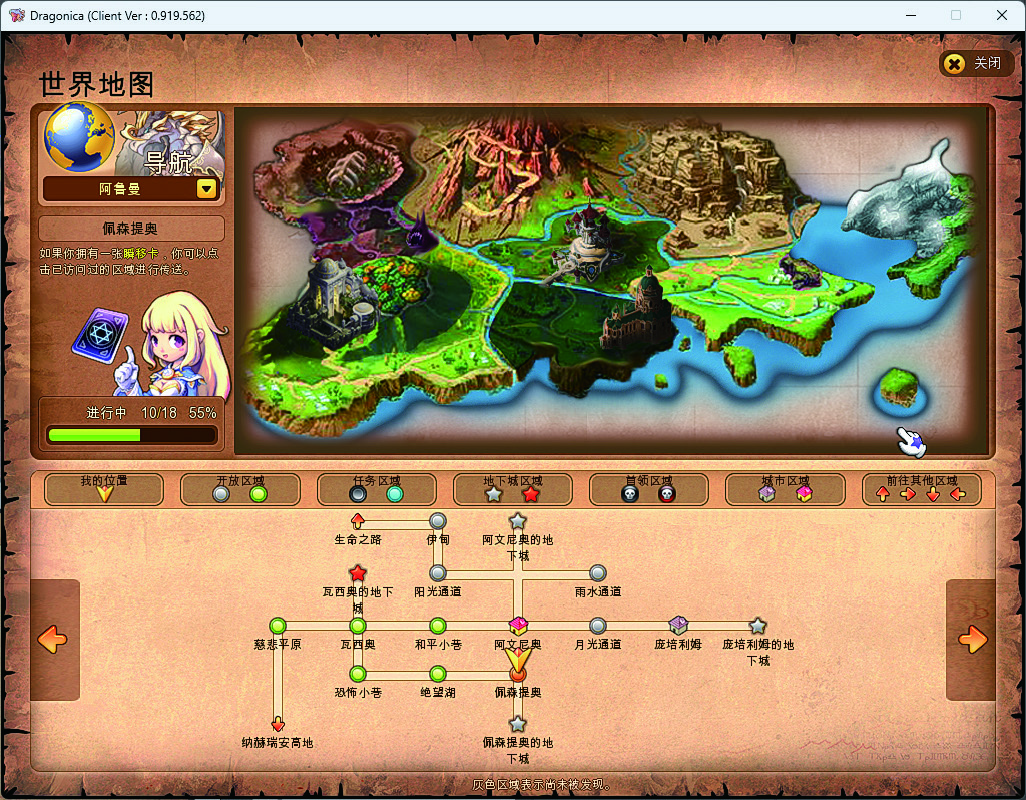 Dragonica (Client Ver : 0.919.562)
世界地图
关闭
导航
阿鲁曼
佩森提奥
如果你拥有一张瞬移卡，你可以点
击已访问过的区域进行传送。
进行中 10/18 55%
我的位置
开放区域
任务区域
地下城区域
首领区域
城市区域
前往其他区域
生命之路
伊甸
阿文尼奥的地
下城
瓦西奥的地下
城
阳光通道
雨水通道
慈悲平原
瓦西奥
和平小巷
阿文尼奥
月光通道
庞培利姆
庞培利姆的地
下城
恐怖小巷
绝望湖
佩森提奥
纳赫瑞安高地
佩森提奥的地
下城
灰色区域表示尚未被发现。